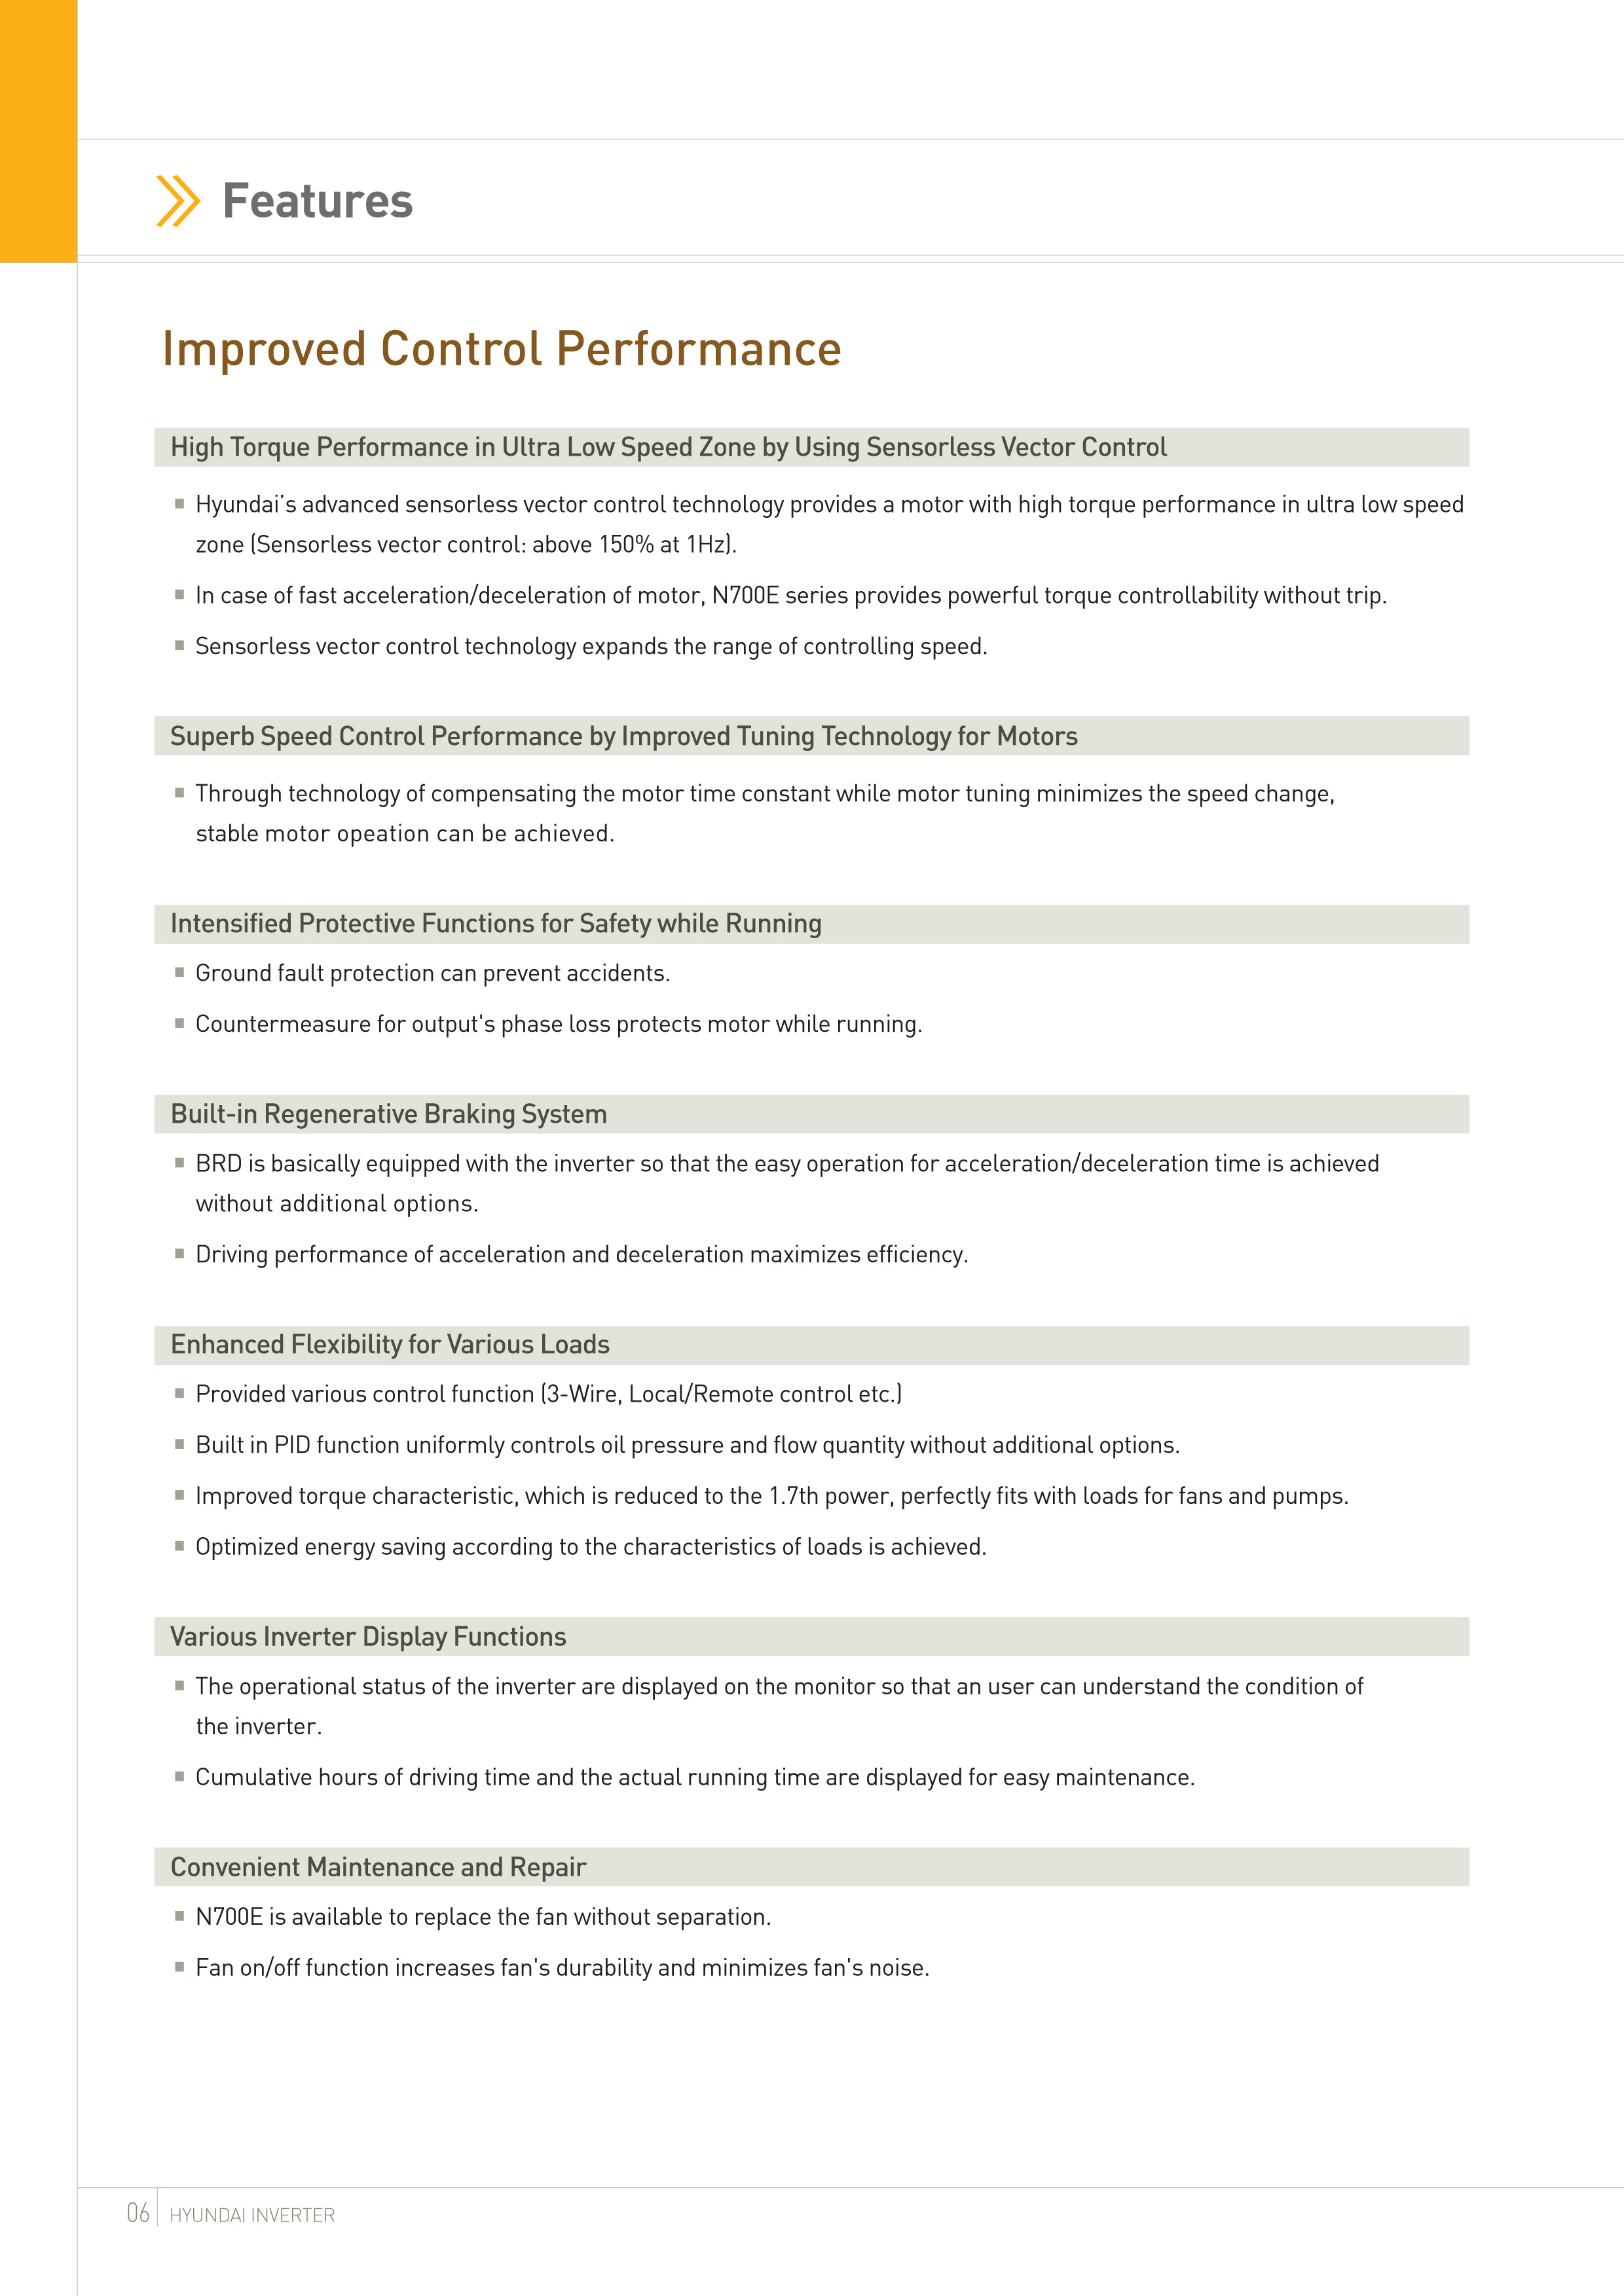 Features
Improved Control Performance
High Torque Performance in Ultra Low Speed Zone by Using Sensorless Vector Control
Hyundai’s advanced sensorless vector control technology provides a motor with high torque performance in ultra low speed
zone (Sensorless vector control: above 150% at 1Hz).
In case of fast acceleration/deceleration of motor, N700E series provides powerful torque controllability without trip.
Sensorless vector control technology expands the range of controlling speed.
Superb Speed Control Performance by Improved Tuning Technology for Motors
Through technology of compensating the motor time constant while motor tuning minimizes the speed change,
stable motor opeation can be achieved.
Intensified Protective Functions for Safety while Running
Ground fault protection can prevent accidents.
Countermeasure for output's phase loss protects motor while running.
Built-in Regenerative Braking System
BRD is basically equipped with the inverter so that the easy operation for acceleration/deceleration time is achieved
without additional options.
Driving performance of acceleration and deceleration maximizes efficiency.
Enhanced Flexibility for Various Loads
Provided various control function (3-Wire, Local/Remote control etc.)
Built in PID function uniformly controls oil pressure and flow quantity without additional options.
Improved torque characteristic, which is reduced to the 1.7th power, perfectly fits with loads for fans and pumps.
Optimized energy saving according to the characteristics of loads is achieved.
Various Inverter Display Functions
The operational status of the inverter are displayed on the monitor so that an user can understand the condition of
the inverter.
Cumulative hours of driving time and the actual running time are displayed for easy maintenance.
Convenient Maintenance and Repair
N700E is available to replace the fan without separation.
Fan on/off function increases fan's durability and minimizes fan's noise.
06 HYUNDAI INVERTER